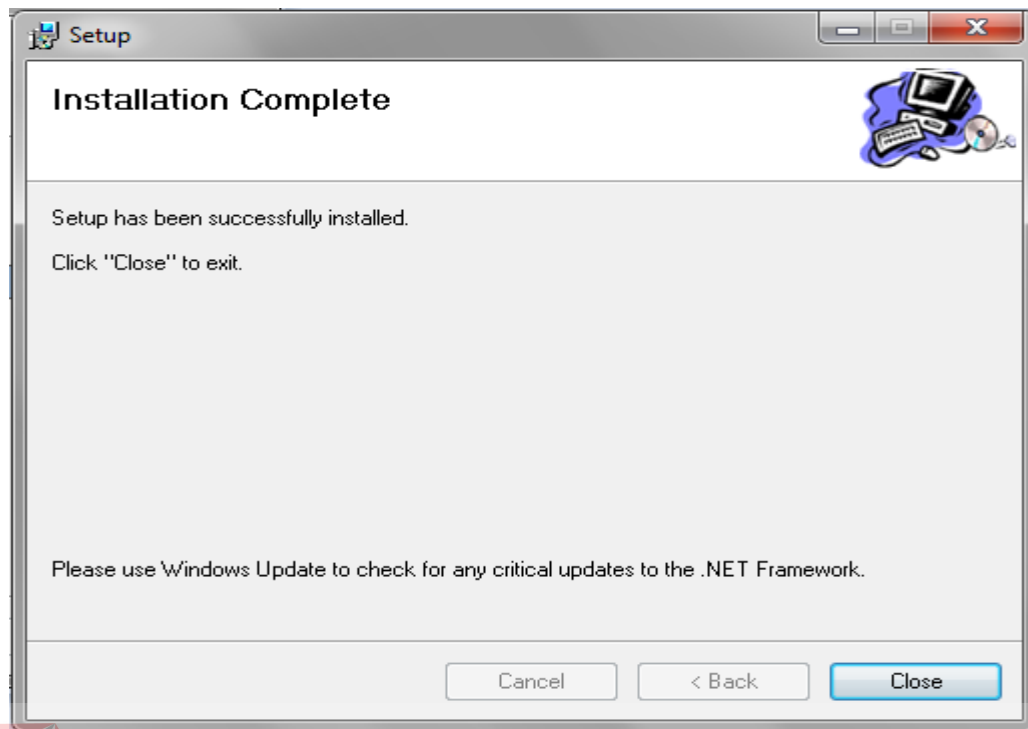 Setup
Installation Complete
Setup has been successfully installed.
Click "Close" to exit.
Please use Windows Update to check for any critical updates to the .NET Framework.
Cancel
< Back
Close